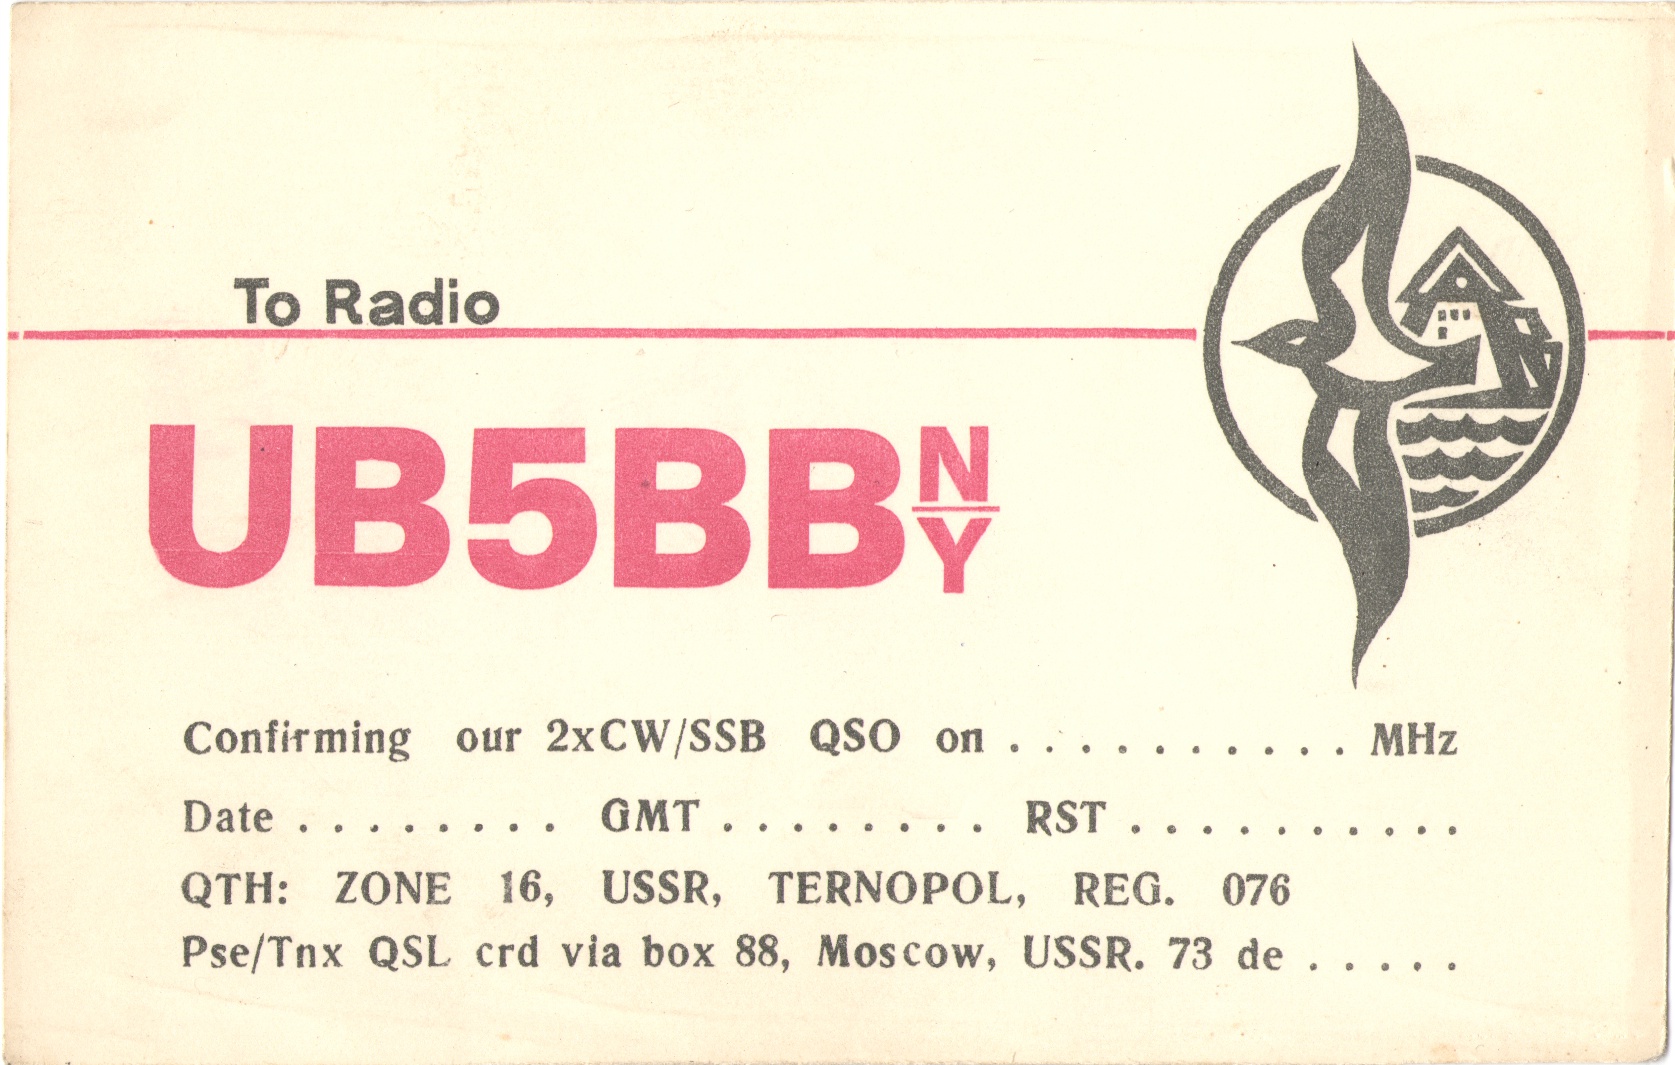 To Radio
UB5BB N/Y
Confirming our 2xCW/SSB QSO on . . . . . . . . . . MHz
Date . . . . . . . . GMT . . . . . . . . RST . . . . . . . . . .
QTH: ZONE 16, USSR, TERNOPOL, REG. 076
Pse/Tnx QSL crd via box 88, Moscow, USSR. 73 de . . . . .